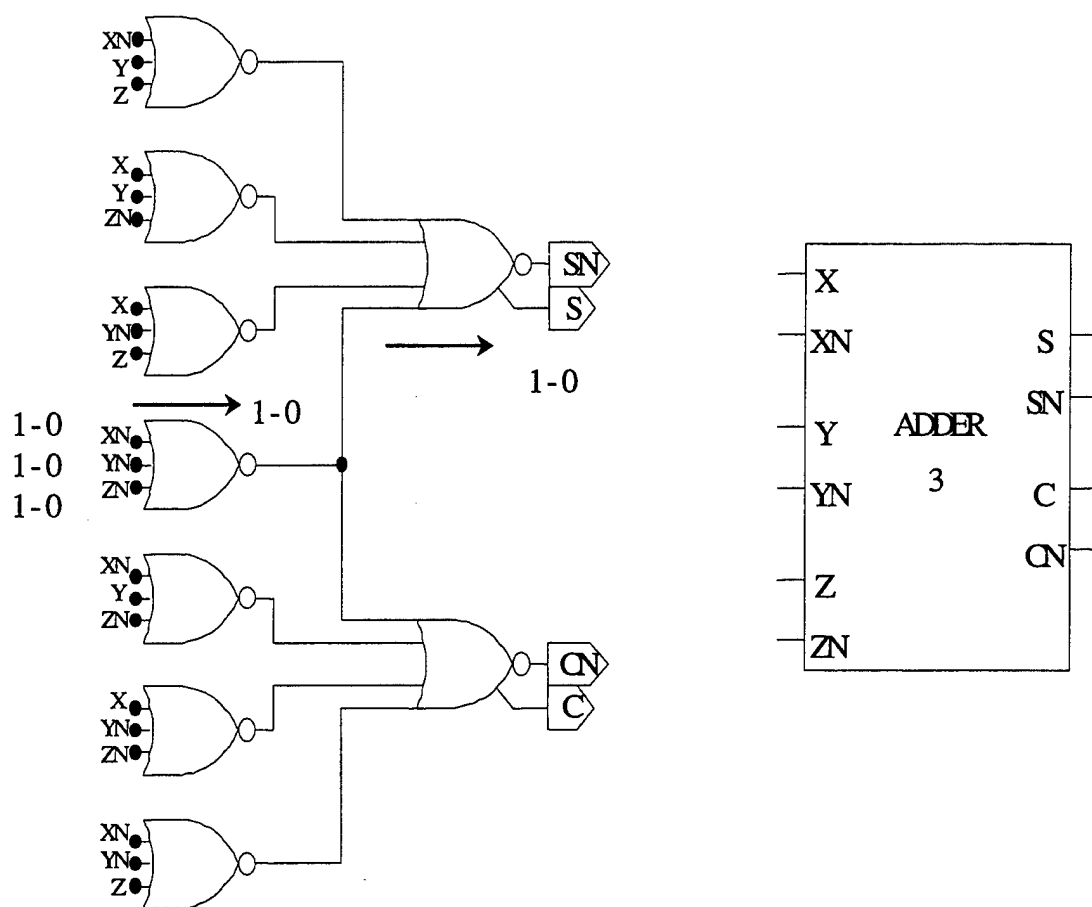 XN
Y
Z
X
Y
ZN
X
YN
Z
XN
YN
ZN
XN
Y
ZN
X
YN
ZN
XN
YN
Z
1-0
1-0
1-0
1-0
1-0
SN
S
CN
C
X
XN
Y
YN
Z
ZN
ADDER
3
S
SN
C
CN